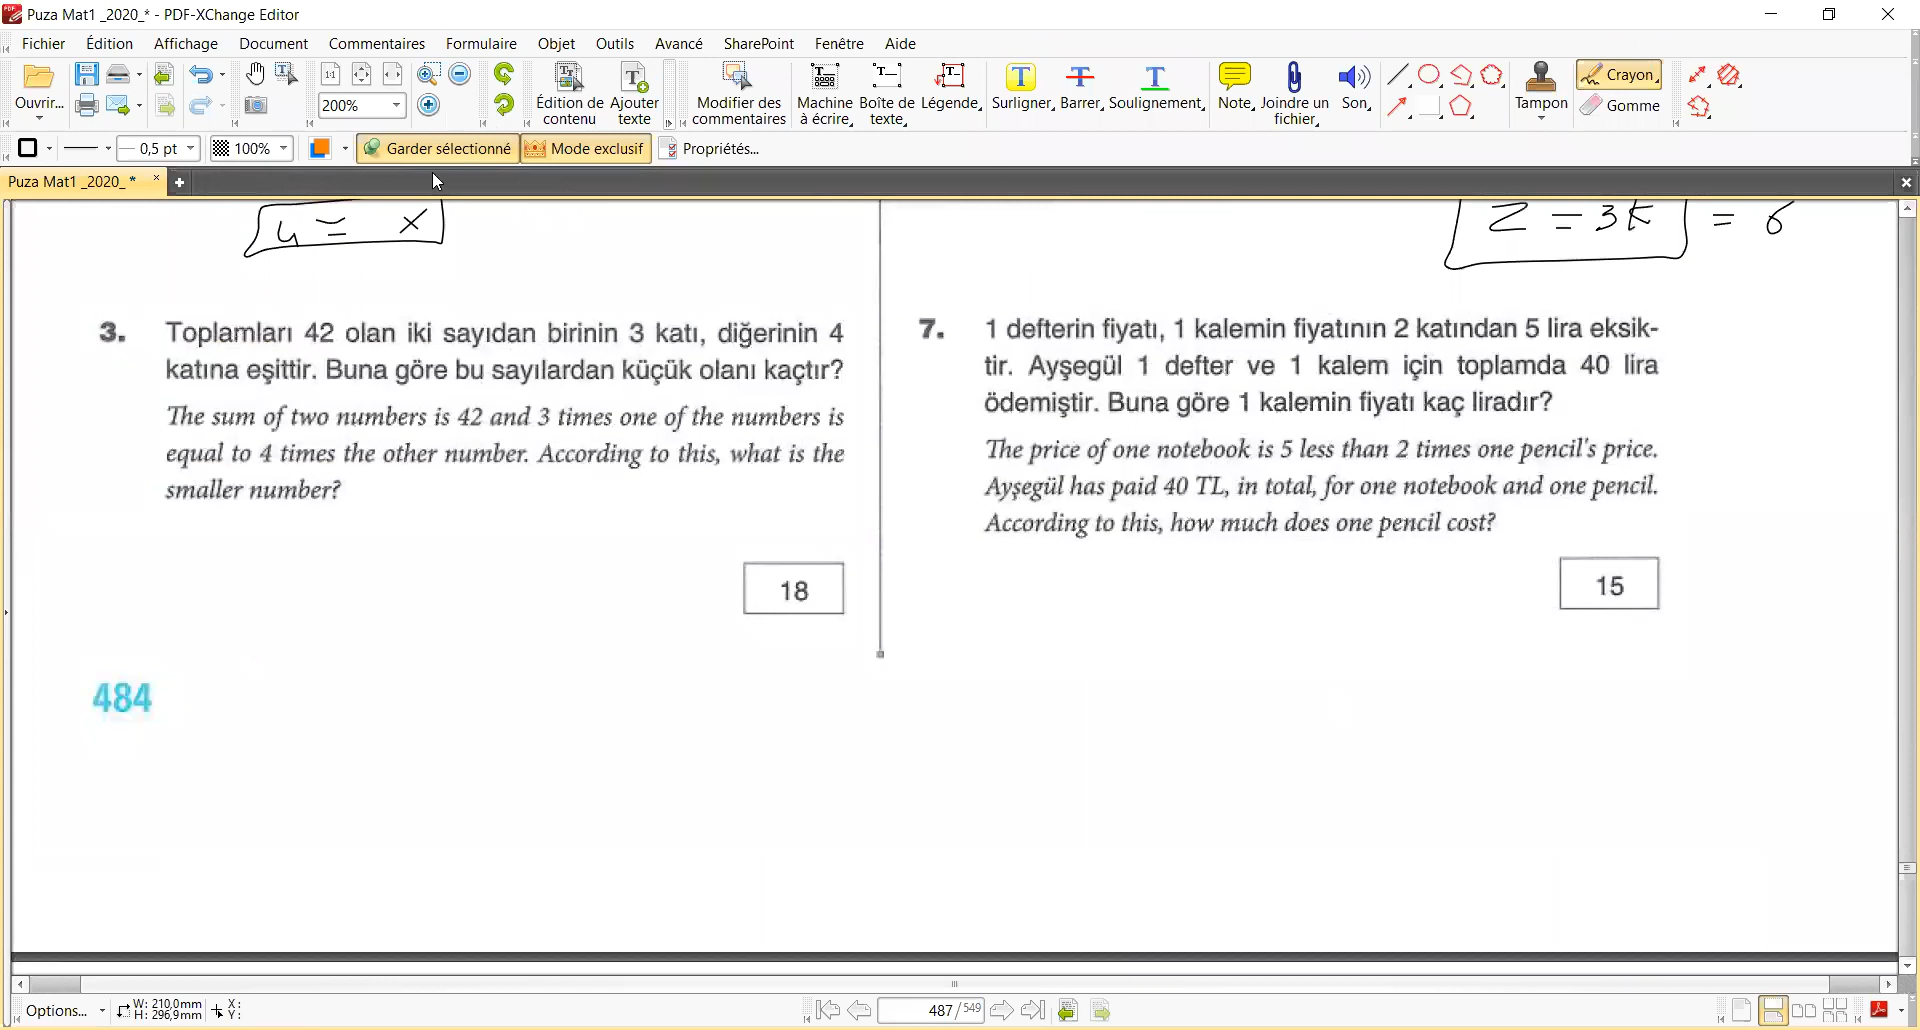 Puza Mat1 _2020_* - PDF-XChange Editor
Fichier Édition Affichage Document Commentaires Formulaire Objet Outils Avancé SharePoint Fenêtre Aide
Ouvrir...
200%
Édition de contenu
Ajouter texte
Modifier des commentaires
Machine à écrire
Boîte de texte
Légende
Surligner
Barrer
Soulignement
Note
Joindre un fichier
Son
Tampon
Crayon
Gomme
0,5 pt
100%
Garder sélectionné
Mode exclusif
Propriétés...
Puza Mat1 _2020_ *
4 = x
Z = 3k = 6
3. Toplamları 42 olan iki sayıdan birinin 3 katı, diğerinin 4
katına eşittir. Buna göre bu sayılardan küçük olanı kaçtır?
The sum of two numbers is 42 and 3 times one of the numbers is
equal to 4 times the other number. According to this, what is the
smaller number?
18
484
7. 1 defterin fiyatı, 1 kalemin fiyatının 2 katından 5 lira eksik-
tir. Ayşegül 1 defter ve 1 kalem için toplamda 40 lira
ödemiştir. Buna göre 1 kalemin fiyatı kaç liradır?
The price of one notebook is 5 less than 2 times one pencil's price.
Ayşegül has paid 40 TL, in total, for one notebook and one pencil.
According to this, how much does one pencil cost?
15
Options...
W: 210,0mm
H: 296,9mm
X:
Y:
487 / 549